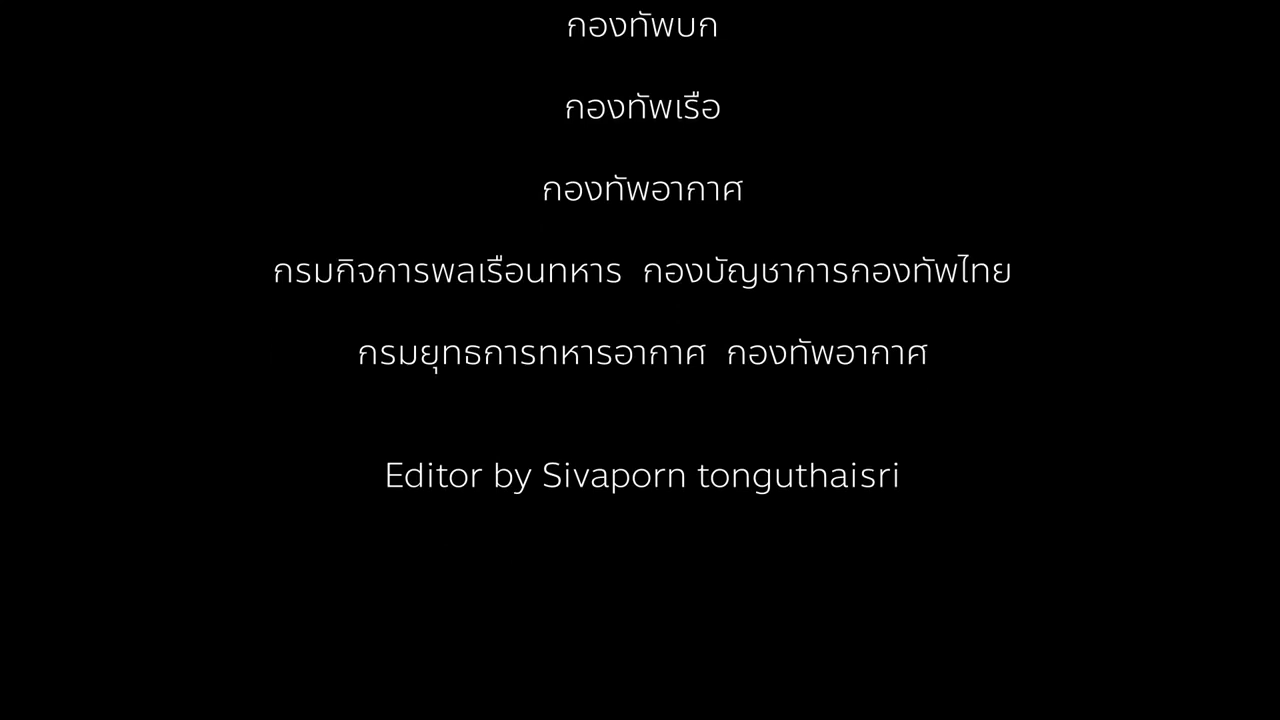 กองทัพบก
กองทัพเรือ
กองทัพอากาศ
กรมกิจการพลเรือนทหาร กองบัญชาการกองทัพไทย
กรมยุทธการทหารอากาศ กองทัพอากาศ
Editor by Sivaporn tonguthaisri